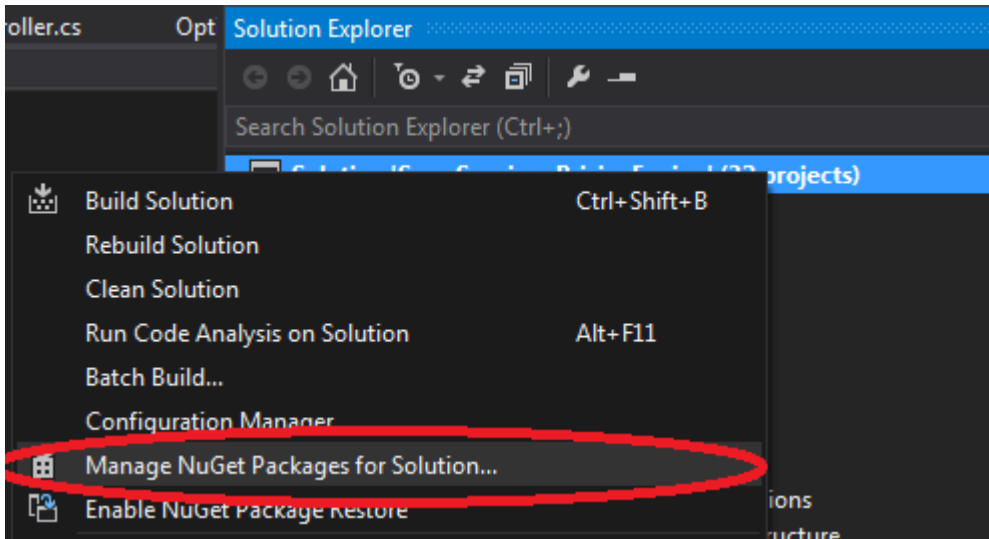 oller.cs Opt
Solution Explorer
Search Solution Explorer (Ctrl+;)
projects)
Build Solution Ctrl+Shift+B
Rebuild Solution
Clean Solution
Run Code Analysis on Solution Alt+F11
Batch Build...
Configuration Manager
Manage NuGet Packages for Solution...
Enable NuGet Package Restore
ions
ructure